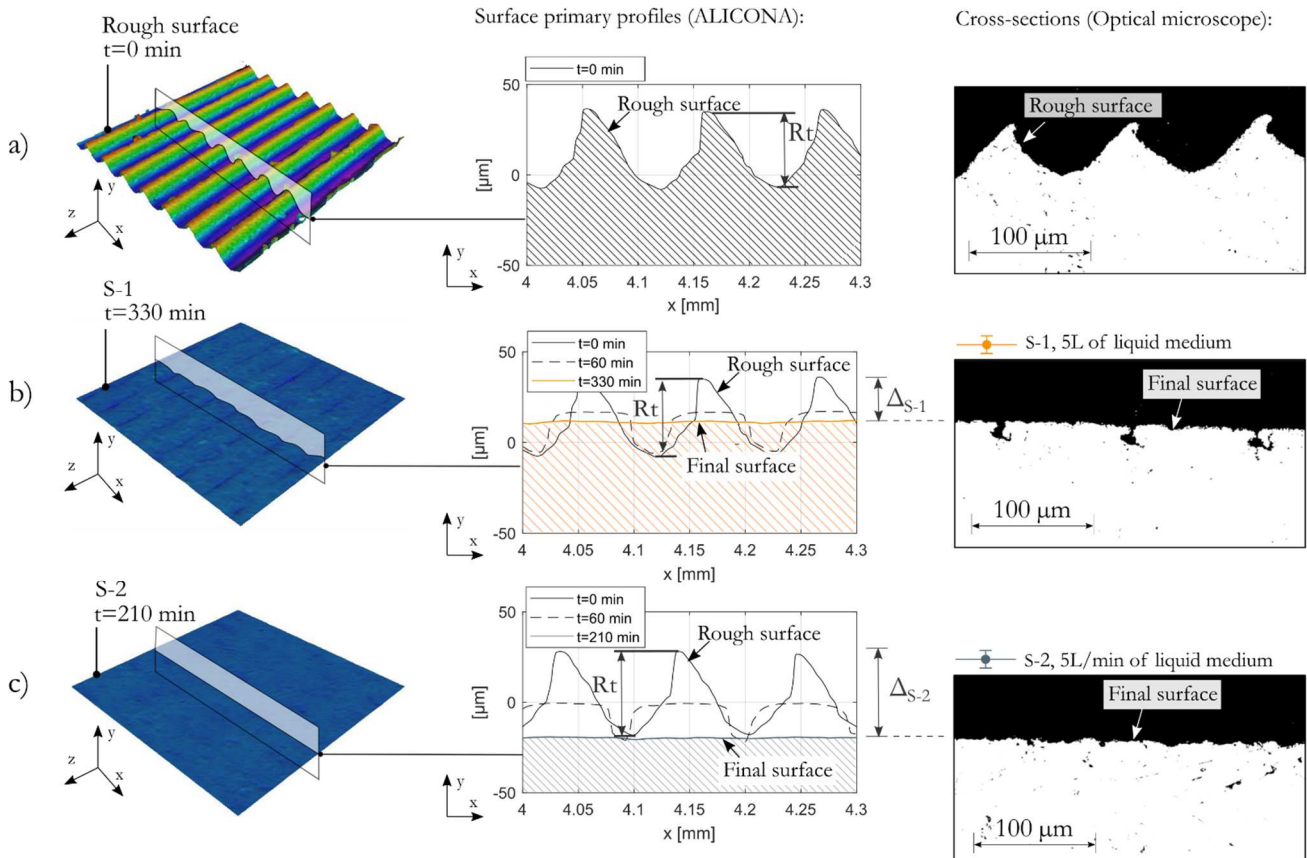 Surface primary profiles (ALICONA):
Cross-sections (Optical microscope):
a)
Rough surface
t=0 min
y
z
x
t=0 min
Rough surface
Rt
[µm]
50
0
-50
4
4.05
4.1
4.15
4.2
4.25
4.3
x [mm]
y
x
Rough surface
100 µm
b)
S-1
t=330 min
y
z
x
t=0 min
t=60 min
t=330 min
Rough surface
Rt
Final surface
ΔS-1
[µm]
50
0
-50
4
4.05
4.1
4.15
4.2
4.25
4.3
x [mm]
y
x
S-1, 5L of liquid medium
Final surface
100 µm
c)
S-2
t=210 min
y
z
x
t=0 min
t=60 min
t=210 min
Rough surface
Rt
Final surface
ΔS-2
[µm]
50
0
-50
4
4.05
4.1
4.15
4.2
4.25
4.3
x [mm]
y
x
S-2, 5L/min of liquid medium
Final surface
100 µm